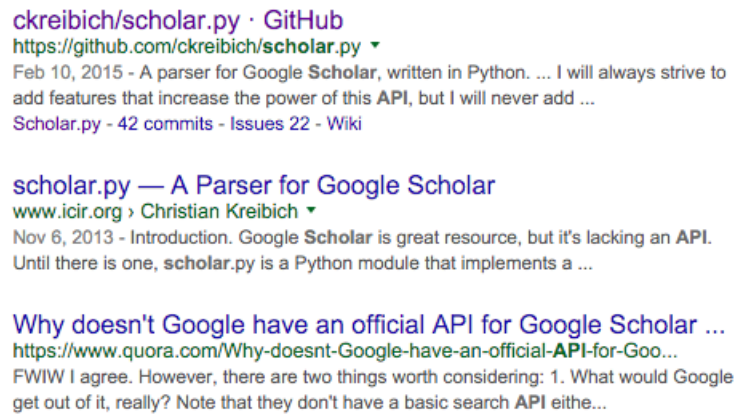 ckreibich/scholar.py · GitHub
https://github.com/ckreibich/scholar.py
Feb 10, 2015 - A parser for Google Scholar, written in Python. ... I will always strive to
add features that increase the power of this API, but I will never add ...
Scholar.py - 42 commits - Issues 22 - Wiki
scholar.py — A Parser for Google Scholar
www.icir.org › Christian Kreibich
Nov 6, 2013 - Introduction. Google Scholar is great resource, but it's lacking an API.
Until there is one, scholar.py is a Python module that implements a ...
Why doesn't Google have an official API for Google Scholar ...
https://www.quora.com/Why-doesnt-Google-have-an-official-API-for-Goo...
FWIW I agree. However, there are two things worth considering: 1. What would Google
get out of it, really? Note that they don't have a basic search API eithe...